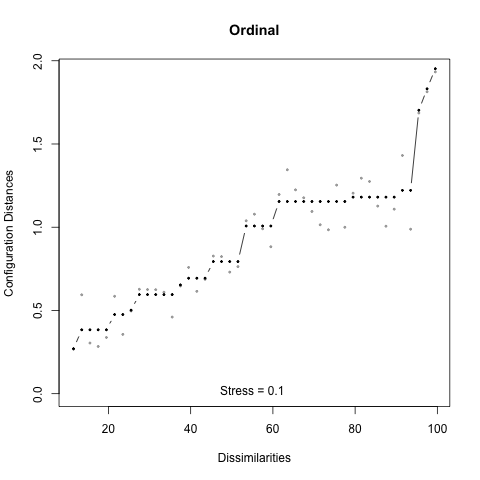 Ordinal
Configuration Distances
2.0
1.5
1.0
0.5
0.0
Stress = 0.1
20 40 60 80 100
Dissimilarities